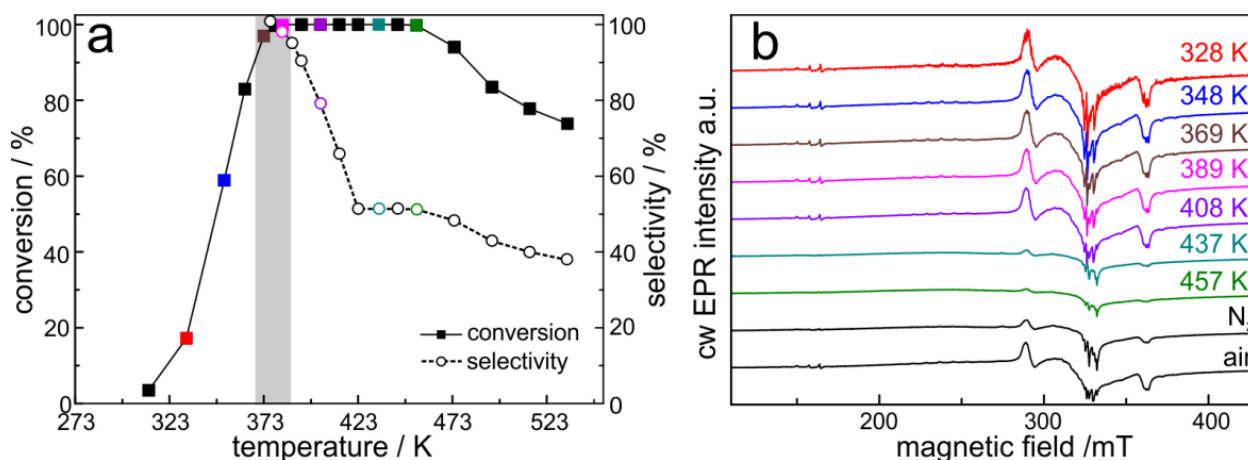 a
100
80
60
40
20
0
conversion / %
273
323
373
423
473
523
temperature / K
100
80
60
40
20
0
selectivity / %
conversion
selectivity
b
cw EPR intensity a.u.
328 K
348 K
369 K
389 K
408 K
437 K
457 K
N
air
200
300
400
magnetic field /mT